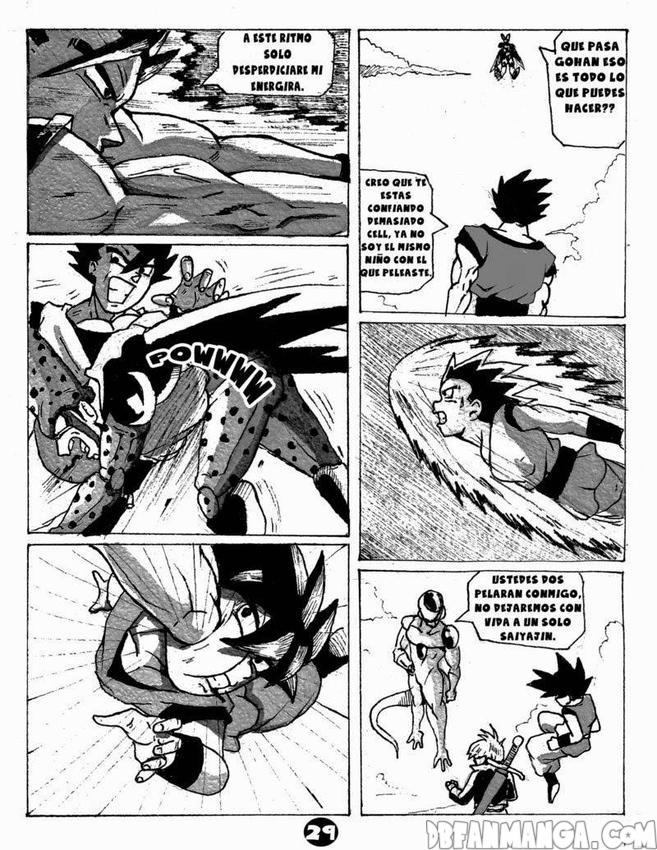 A ESTE RITMO
SOLO
DESPERDICIARE MI
ENERGIRA.
QUE PASA
GOHAN ESO
ES TODO LO
QUE PUEDES
HACER??
CREO QUE TE
ESTAS
CONFIANDO
DEMASIADO
CELL, YA NO
SOY EL MISMO
NIÑO CON EL
QUE PELEASTE.
POWWWW
USTEDES DOS
PELARAN CONMIGO,
NO DEJAREMOS CON
VIDA A UN SOLO
SAIYAJIN.
29
DBFANMANGA.COM